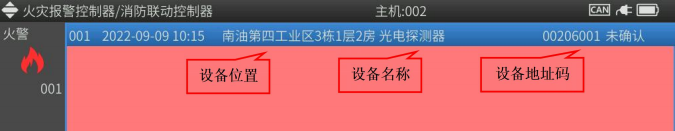 火灾报警控制器/消防联动控制器 主机:002 CAN
火警
001 2022-09-09 10:15 南油第四工业区3栋1层2房 光电探测器 00206001 未确认
001
设备位置 设备名称 设备地址码